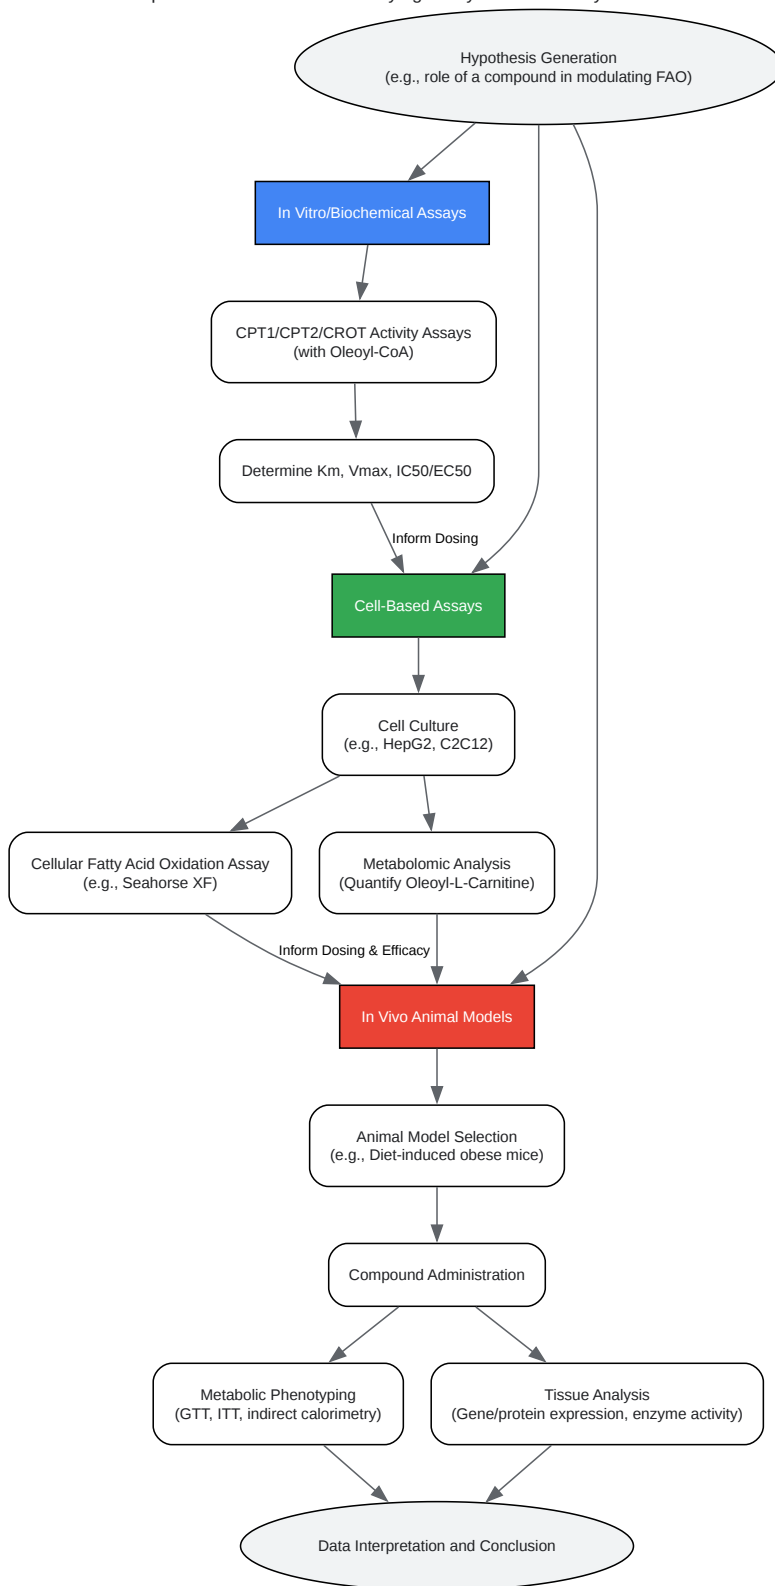 Hypothesis Generation
(e.g., role of a compound in modulating FAO)
In Vitro/Biochemical Assays
CPT1/CPT2/CROT Activity Assays
(with Oleoyl-CoA)
Determine Km, Vmax, IC50/EC50
Inform Dosing
Cell-Based Assays
Cell Culture
(e.g., HepG2, C2C12)
Cellular Fatty Acid Oxidation Assay
(e.g., Seahorse XF)
Metabolomic Analysis
(Quantify Oleoyl-L-Carnitine)
Inform Dosing & Efficacy
In Vivo Animal Models
Animal Model Selection
(e.g., Diet-induced obese mice)
Compound Administration
Metabolic Phenotyping
(GTT, ITT, indirect calorimetry)
Tissue Analysis
(Gene/protein expression, enzyme activity)
Data Interpretation and Conclusion